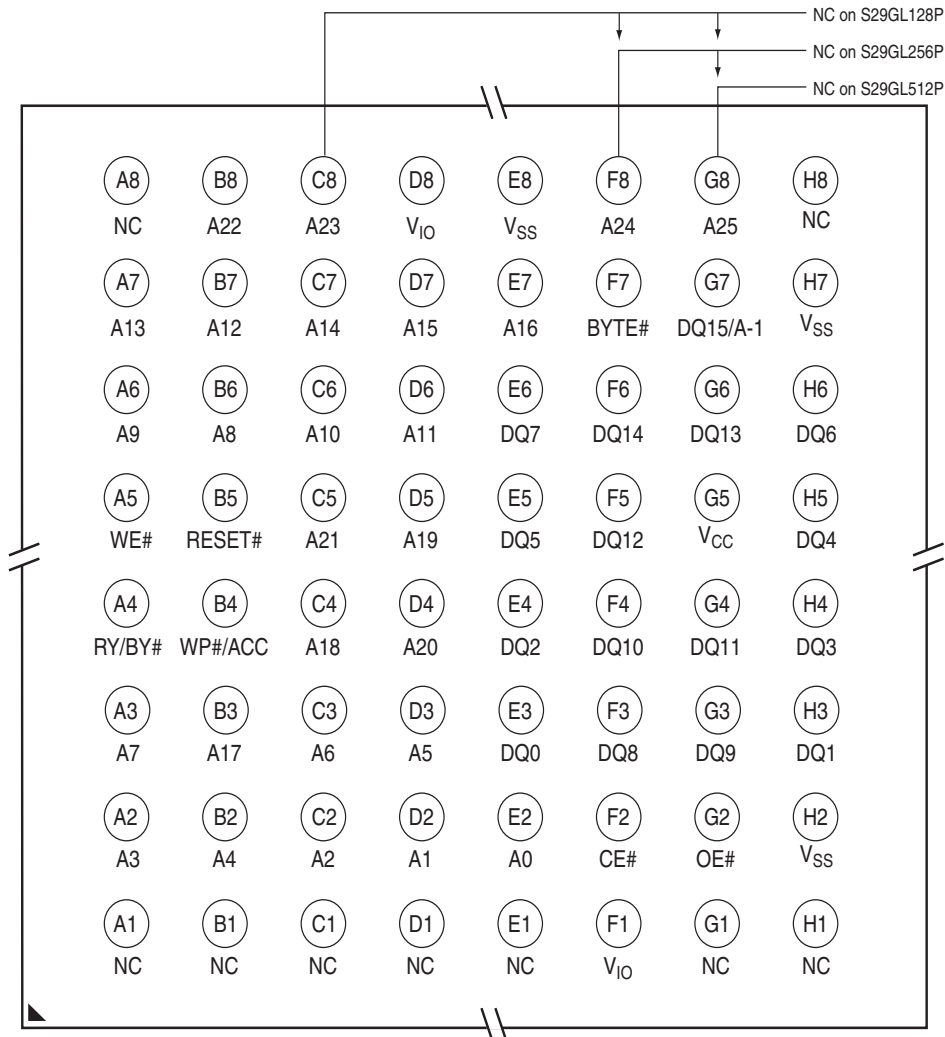 NC on S29GL128P
NC on S29GL256P
NC on S29GL512P
A8 B8 C8 D8 E8 F8 G8 H8
NC A22 A23 VIO VSS A24 A25 NC
A7 B7 C7 D7 E7 F7 G7 H7
A13 A12 A14 A15 A16 BYTE# DQ15/A-1 VSS
A6 B6 C6 D6 E6 F6 G6 H6
A9 A8 A10 A11 DQ7 DQ14 DQ13 DQ6
A5 B5 C5 D5 E5 F5 G5 H5
WE# RESET# A21 A19 DQ5 DQ12 VCC DQ4
A4 B4 C4 D4 E4 F4 G4 H4
RY/BY# WP#/ACC A18 A20 DQ2 DQ10 DQ11 DQ3
A3 B3 C3 D3 E3 F3 G3 H3
A7 A17 A6 A5 DQ0 DQ8 DQ9 DQ1
A2 B2 C2 D2 E2 F2 G2 H2
A3 A4 A2 A1 A0 CE# OE# VSS
A1 B1 C1 D1 E1 F1 G1 H1
NC NC NC NC NC VIO NC NC